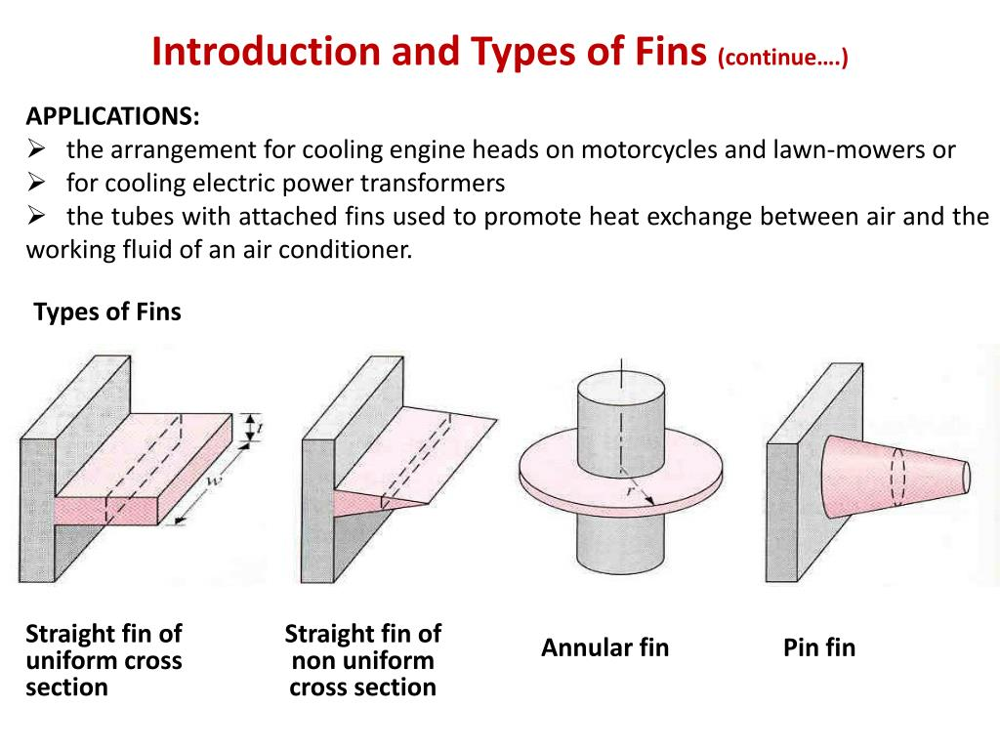 Introduction and Types of Fins (continue....)
APPLICATIONS:
➢ the arrangement for cooling engine heads on motorcycles and lawn-mowers or
➢ for cooling electric power transformers
➢ the tubes with attached fins used to promote heat exchange between air and the
working fluid of an air conditioner.
Types of Fins
t
w
r
Straight fin of
uniform cross
section
Straight fin of
non uniform
cross section
Annular fin
Pin fin